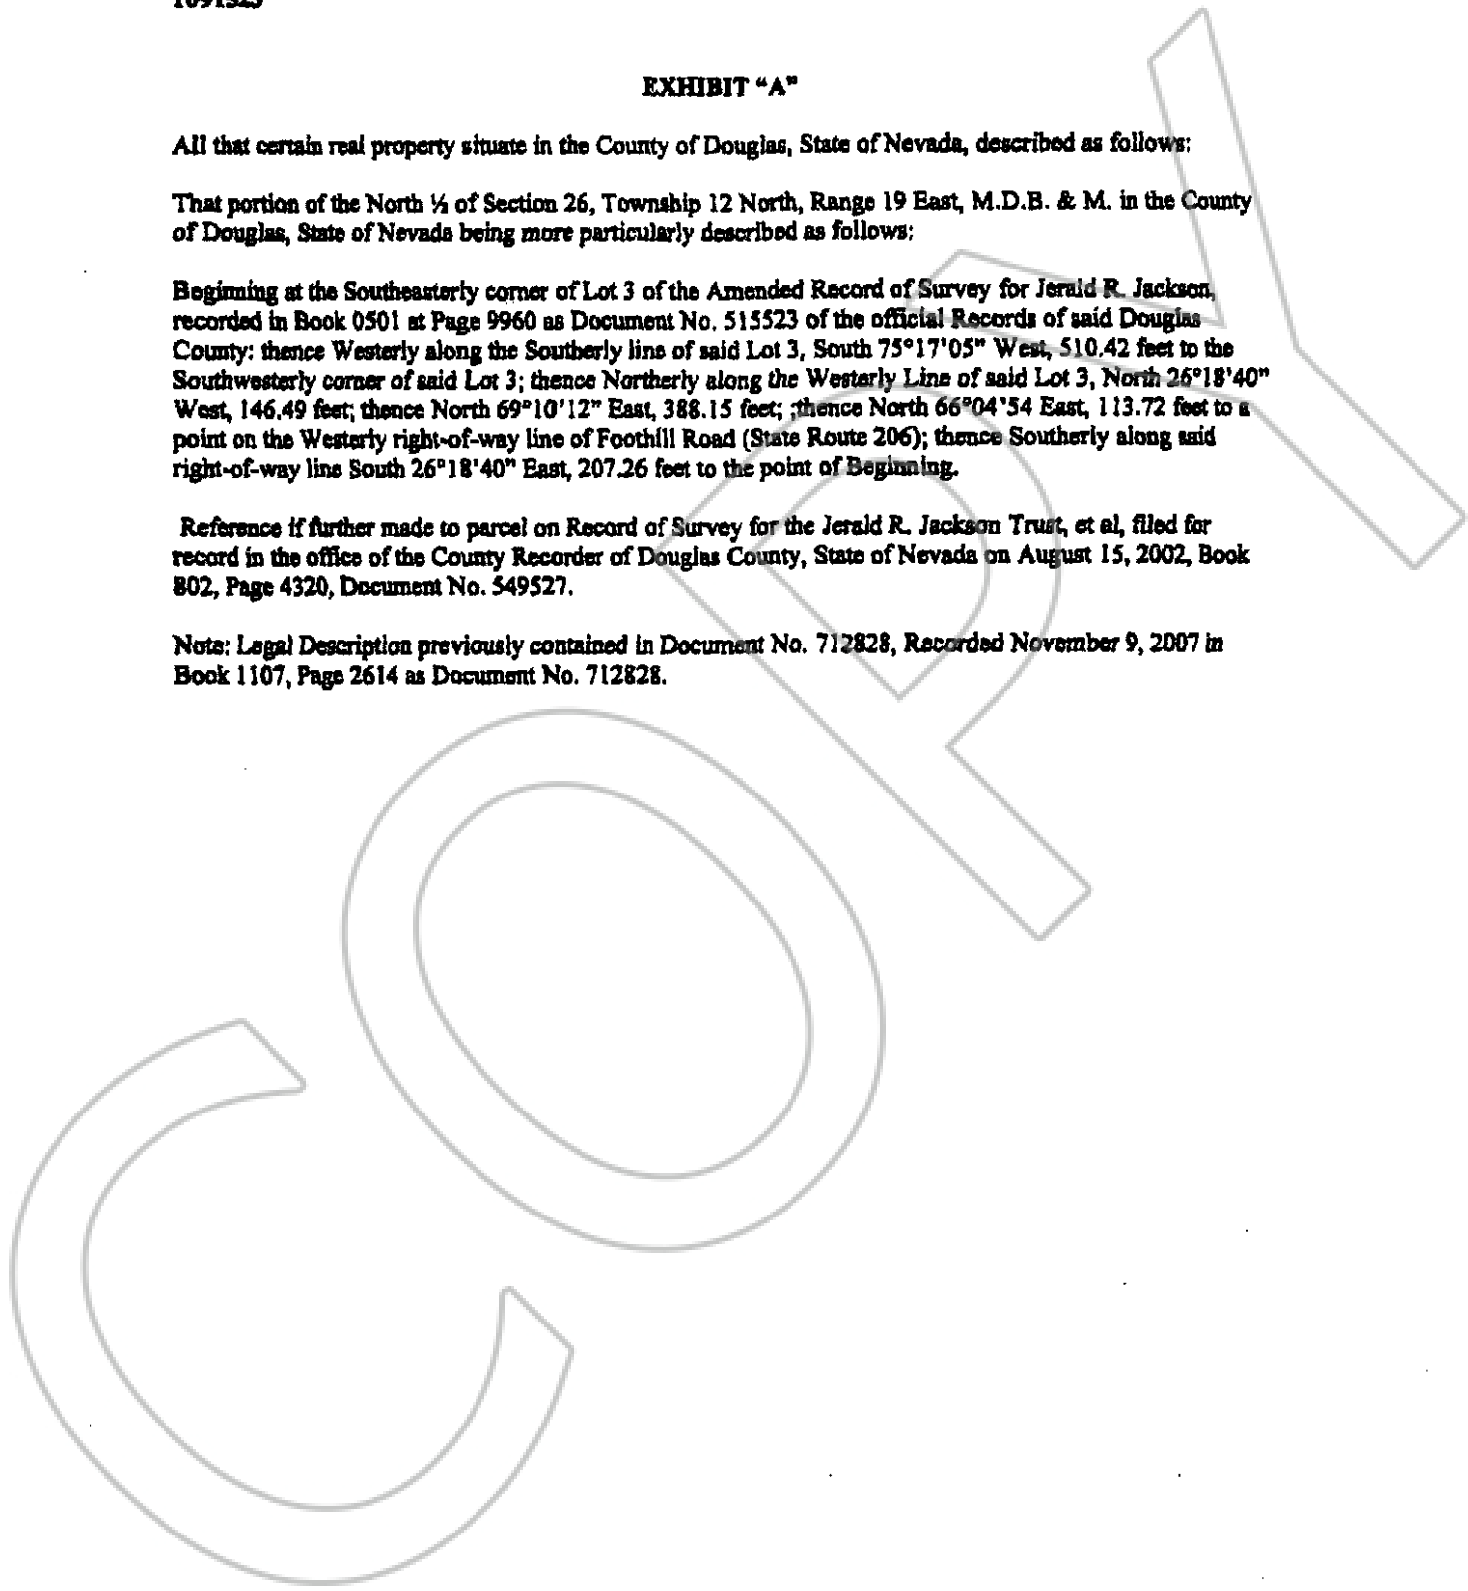 EXHIBIT “A”
All that certain real property situate in the County of Douglas, State of Nevada, described as follows:
That portion of the North ½ of Section 26, Township 12 North, Range 19 East, M.D.B. & M. in the County
of Douglas, State of Nevada being more particularly described as follows:
Beginning at the Southeasterly corner of Lot 3 of the Amended Record of Survey for Jerald R. Jackson,
recorded in Book 0501 at Page 9960 as Document No. 515523 of the official Records of said Douglas
County: thence Westerly along the Southerly line of said Lot 3, South 75°17'05” West, 510.42 feet to the
Southwesterly corner of said Lot 3; thence Northerly along the Westerly Line of said Lot 3, North 26°18'40”
West, 146.49 feet; thence North 69°10'12” East, 388.15 feet; ;thence North 66°04'54 East, 113.72 feet to a
point on the Westerly right-of-way line of Foothill Road (State Route 206); thence Southerly along said
right-of-way line South 26°18'40” East, 207.26 feet to the point of Beginning.
Reference if further made to parcel on Record of Survey for the Jerald R. Jackson Trust, et al, filed for
record in the office of the County Recorder of Douglas County, State of Nevada on August 15, 2002, Book
802, Page 4320, Document No. 549527.
Note: Legal Description previously contained in Document No. 712828, Recorded November 9, 2007 in
Book 1107, Page 2614 as Document No. 712828.
COPY